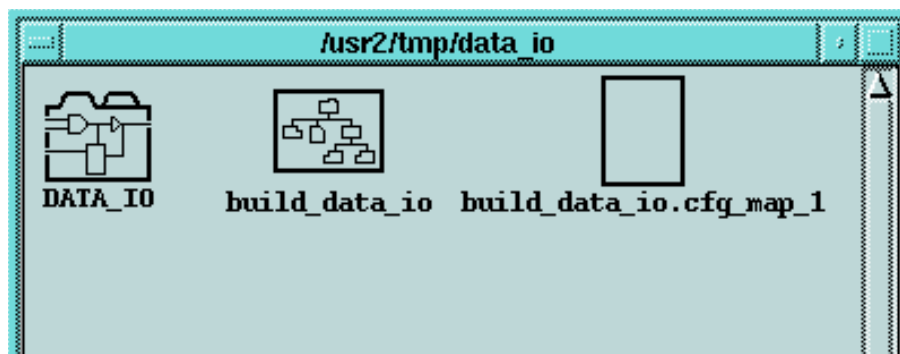 /usr2/tmp/data_io
DATA_IO build_data_io build_data_io.cfg_map_1